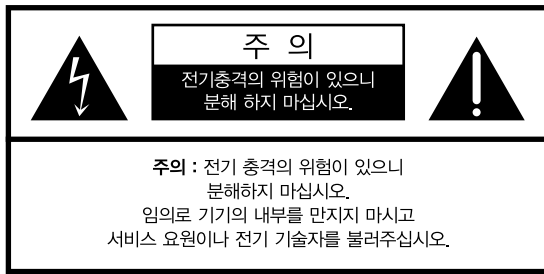 주 의
전기충격의 위험이 있으니
분해 하지 마십시오.
주의 : 전기 충격의 위험이 있으니
분해하지 마십시오.
임의로 기기의 내부를 만지지 마시고
서비스 요원이나 전기 기술자를 불러주십시오.